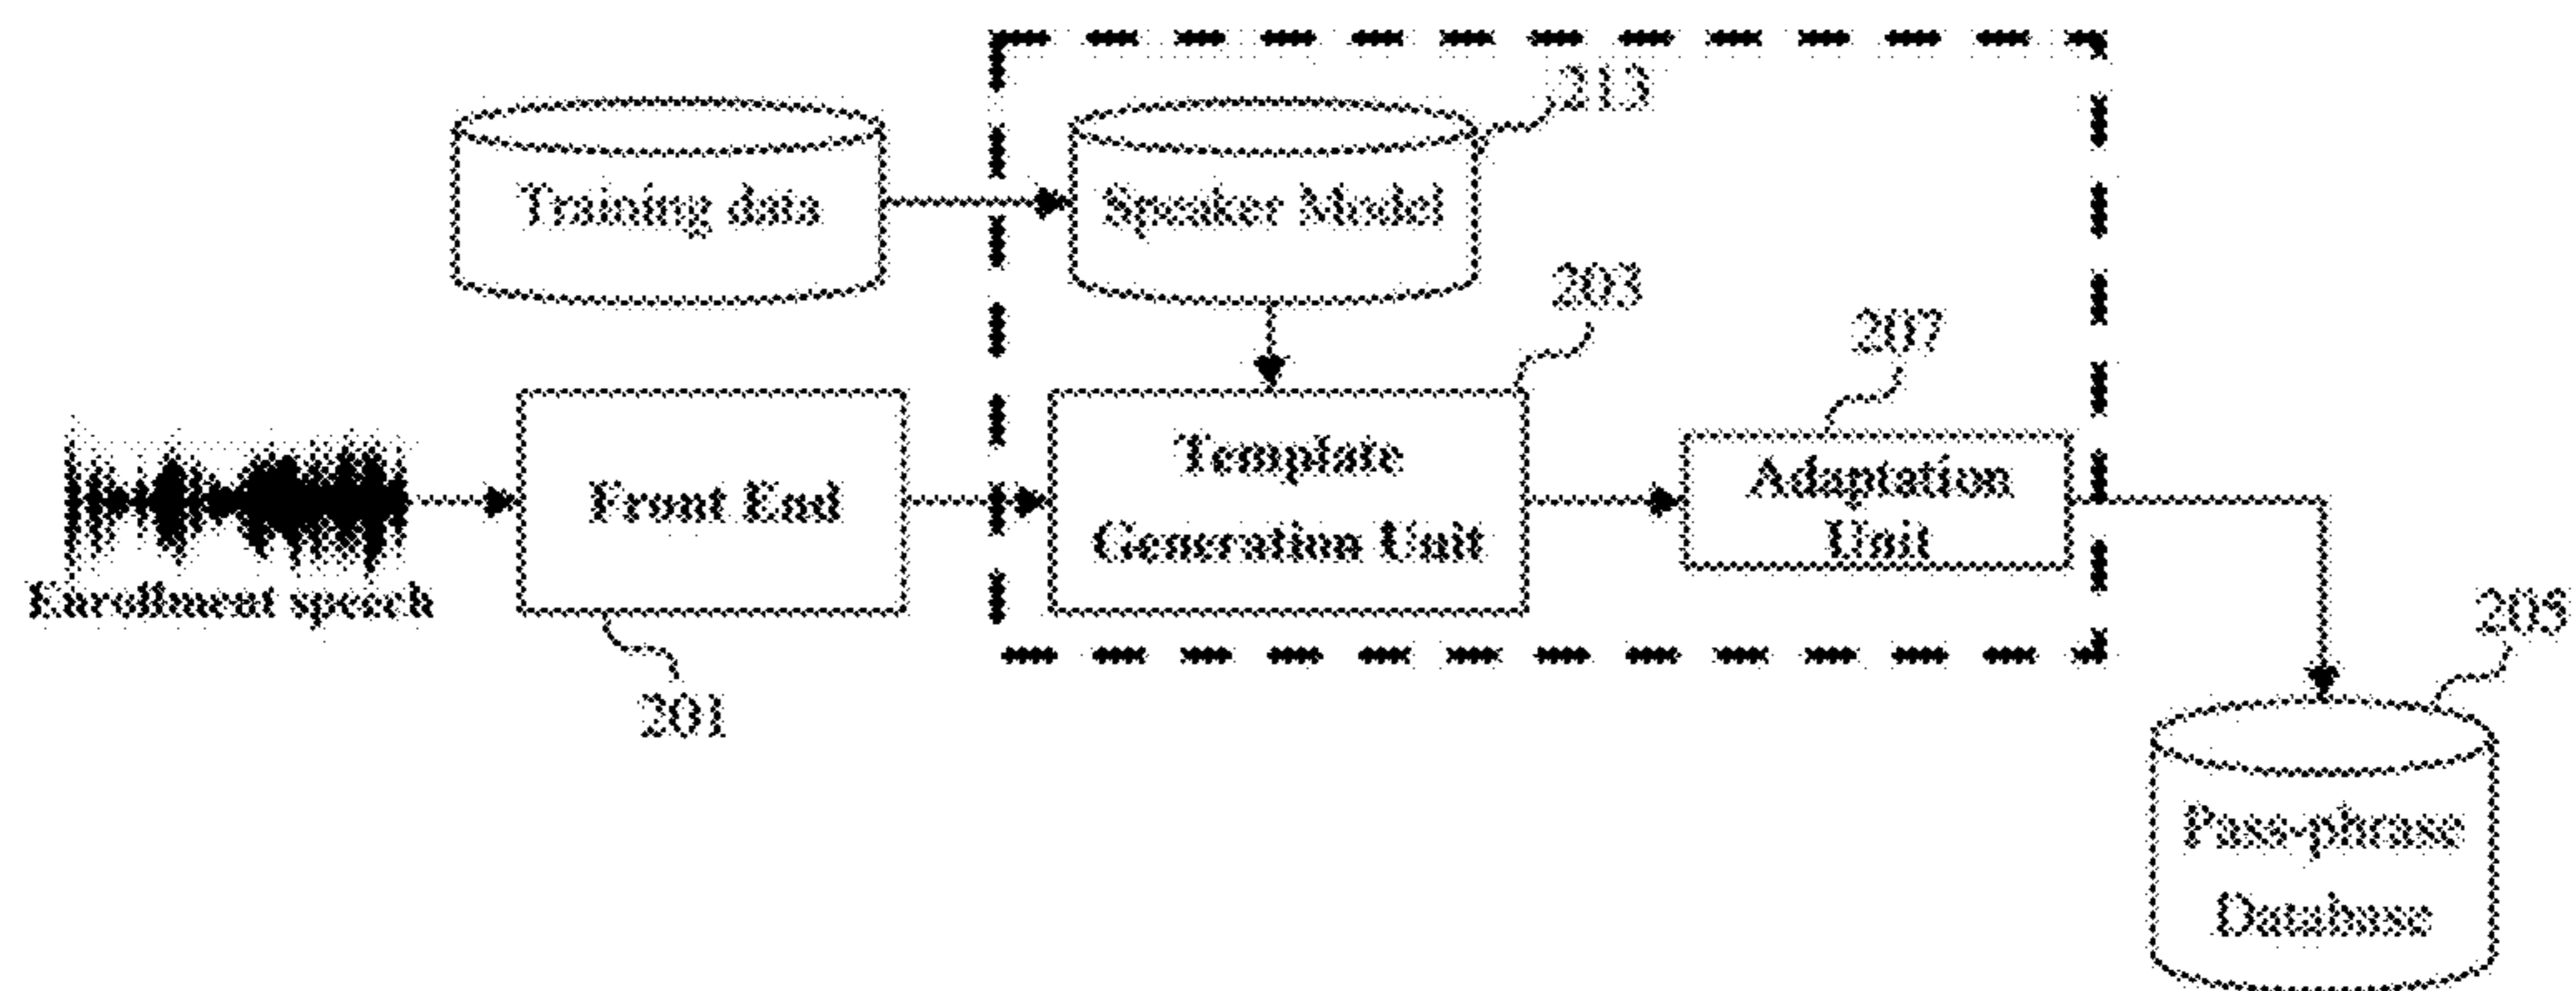 213
Training data
Speaker Model
203
207
Template
Generation Unit
Front End
Adaptation
Unit
Enrollment speech
201
205
Pass-phrase
Database